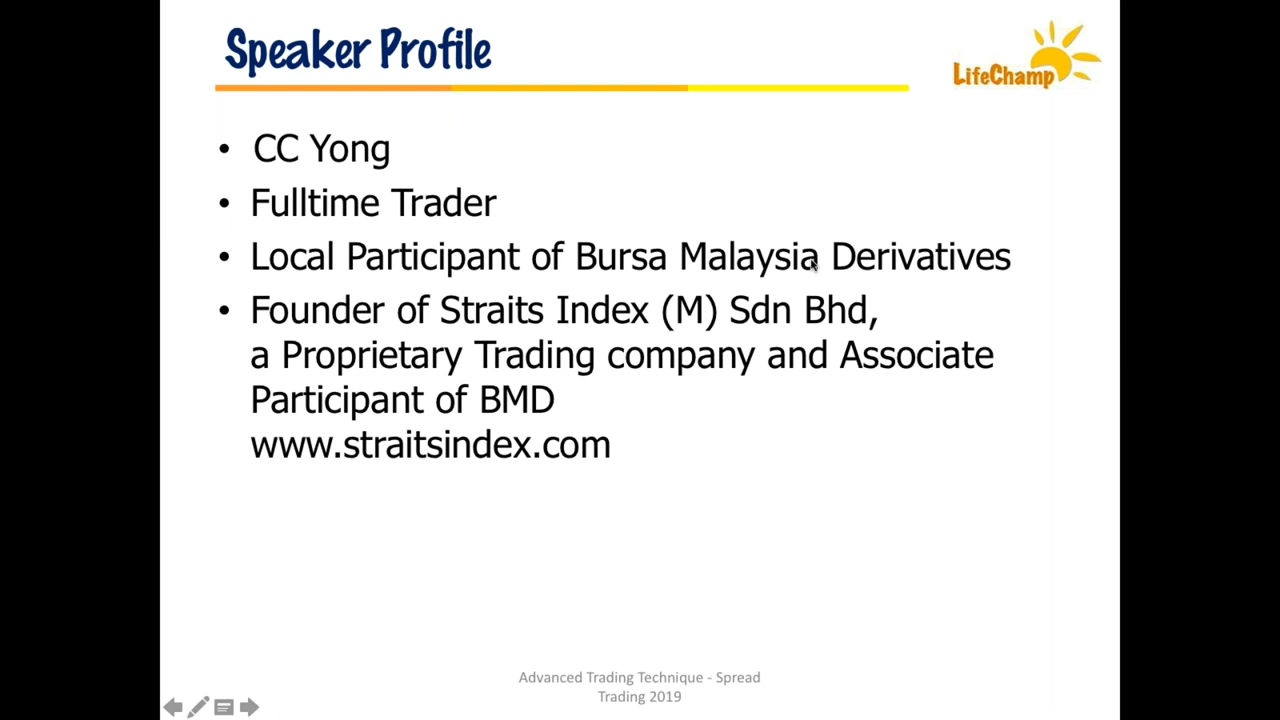 Speaker Profile
LifeChamp
• CC Yong
• Fulltime Trader
• Local Participant of Bursa Malaysia Derivatives
• Founder of Straits Index (M) Sdn Bhd,
a Proprietary Trading company and Associate
Participant of BMD
www.straitsindex.com
Advanced Trading Technique - Spread
Trading 2019